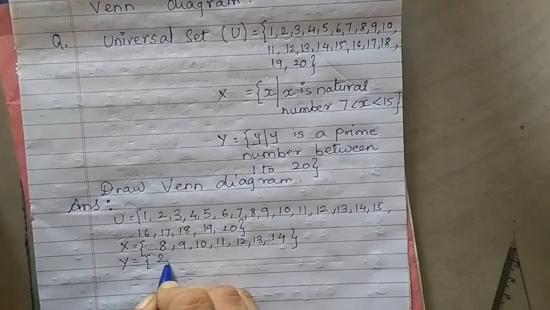 Venn diagram.
Q. Universal Set (U) = {1,2,3,4,5,6,7,8,9,10,
11,12,13,14,15,16,17,18,
19,20}
X = {x|x is natural
number 7<x<15}
Y = {y|y is a prime
number between
1 to 20}
Draw Venn diagram.
Ans:
U={1,2,3,4,5,6,7,8,9,10,11,12,13,14,15,
16,17,18,19,20}
X={8,9,10,11,12,13,14}
Y={2,